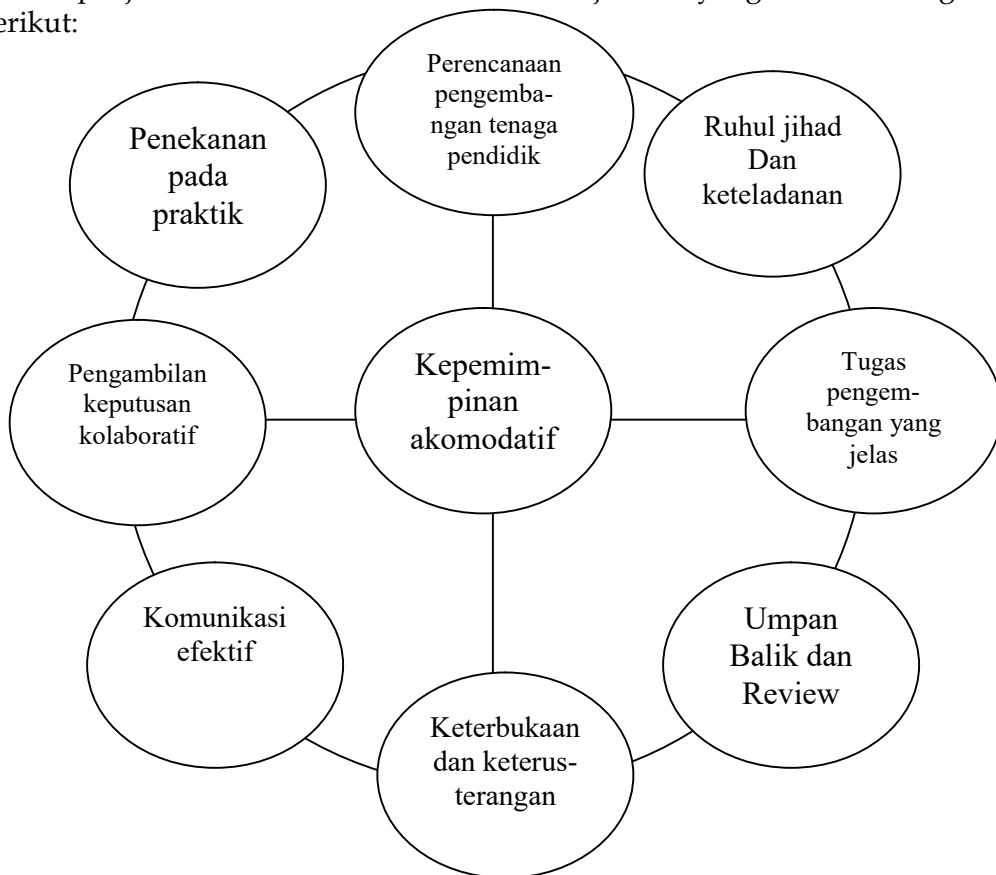 erikut:
Perencanaan
pengemba-
ngan tenaga
pendidik
Ruhul jihad
Dan
keteladanan
Tugas
pengem-
bangan yang
jelas
Umpan
Balik dan
Review
Keterbukaan
dan keterus-
terangan
Komunikasi
efektif
Pengambilan
keputusan
kolaboratif
Penekanan
pada
praktik
Kepemim-
pinan
akomodatif